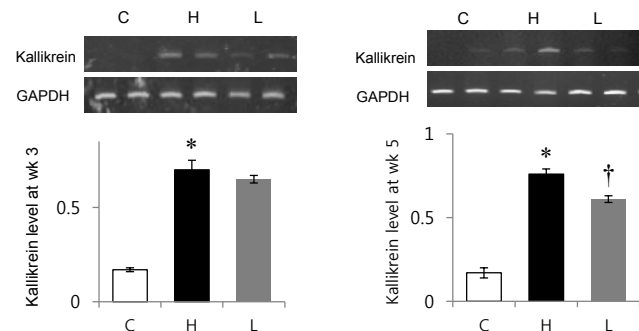 C H L
Kallikrein
GAPDH
Kallikrein level at wk 3
0.5
0
*
C H L
C H L
Kallikrein
GAPDH
Kallikrein level at wk 5
1
0.5
0
*
†
C H L